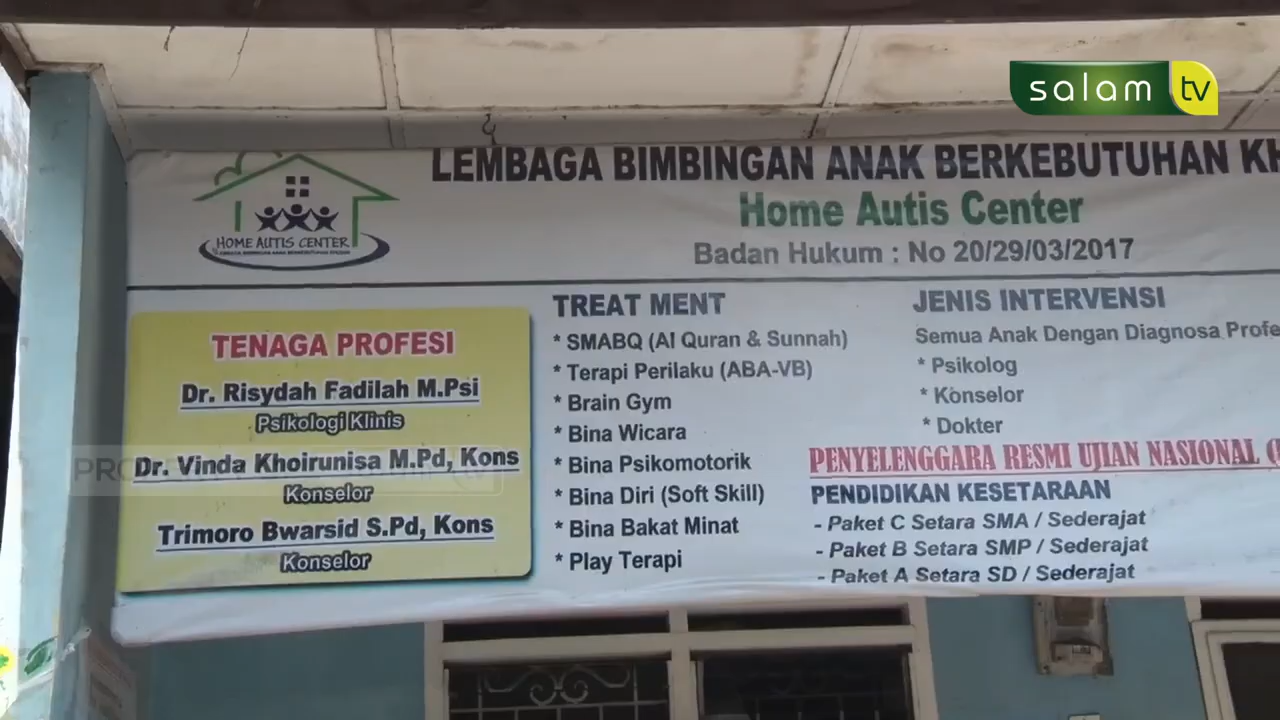 salam tv
LEMBAGA BIMBINGAN ANAK BERKEBUTUHAN KH
Home Autis Center
Badan Hukum : No 20/29/03/2017
HOME AUTIS CENTER
TENAGA PROFESI
Dr. Risydah Fadilah M.Psi
Psikologi Klinis
Dr. Vinda Khoirunisa M.Pd, Kons
Konselor
Trimoro Bwarsid S.Pd, Kons
Konselor
TREAT MENT
* SMABQ (Al Quran & Sunnah)
* Terapi Perilaku (ABA-VB)
* Brain Gym
* Bina Wicara
* Bina Psikomotorik
* Bina Diri (Soft Skill)
* Bina Bakat Minat
* Play Terapi
JENIS INTERVENSI
Semua Anak Dengan Diagnosa Profe
* Psikolog
* Konselor
* Dokter
PENYELENGGARA RESMI UJIAN NASIONAL (
PENDIDIKAN KESETARAAN
- Paket C Setara SMA / Sederajat
- Paket B Setara SMP / Sederajat
- Paket A Setara SD / Sederajat